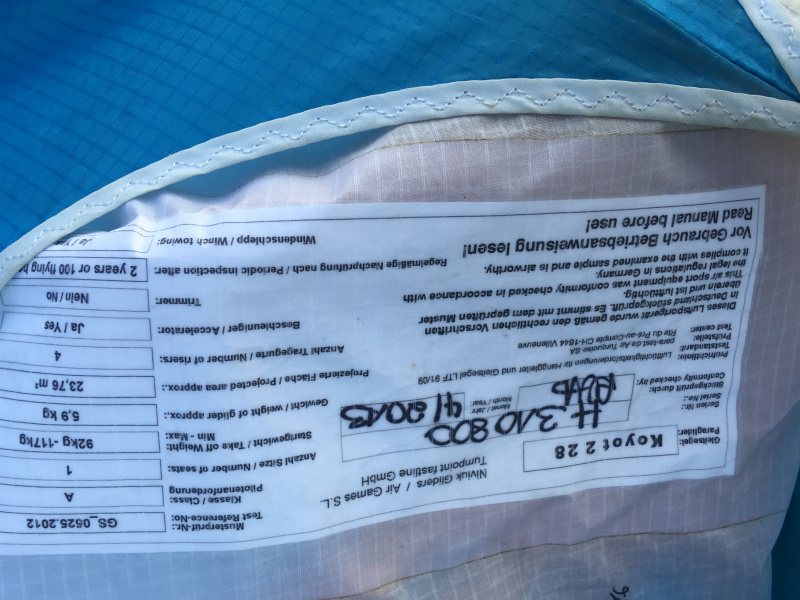 Niviuk Gliders / Air Games S.L.
Turnpoint fastline GmbH
Gleitsegel:
Paraglider:
Koyot 2 28
Serien Nr.:
Serial Nr.:
H 310800
Stückgeprüft durch:
Conformity checked by:
Monat / Jahr
Month / Year
4/2013
Prüfrichtlinie:
Teststandard:
Lufttüchtigkeitsforderungen für Hängegleiter und Gleitsegel LTF 91/09
Prüfstelle:
Test center:
para-test.de Turquoise SA
Rte du Pré-au-Comte CH-1844 Villeneuve
Dieses Luftsportgerät wurde gemäß den rechtlichen Vorschriften
in Deutschland stückgeprüft. Es stimmt mit dem geprüften Muster
überein und ist lufttüchtig.
This air sport equipment was conformity checked in accordance with
the legal regulations in Germany.
It complies with the examined sample and is airworthy.
Vor Gebrauch Betriebsanweisung lesen!
Read Manual before use!
Musterprüf-Nr.:
Test Reference-No:
GS_0525.2012
Klasse / Class:
Pilotenanforderung
A
Anzahl Sitze / Number of seats:
1
Startgewicht / Take off Weight:
Min - Max:
92kg -117kg
Gewicht / weight of glider approx.:
5,9 kg
Projezierte Fläche / Projected area approx.:
23,76 m²
Anzahl Tragegurte / Number of risers:
4
Beschleuniger / Accelerator:
Ja / Yes
Trimmer:
Nein / No
Regelmäßige Nachprüfung nach / Periodic inspection after:
2 years or 100 flying
Windenschlepp / Winch towing:
Ja / Yes